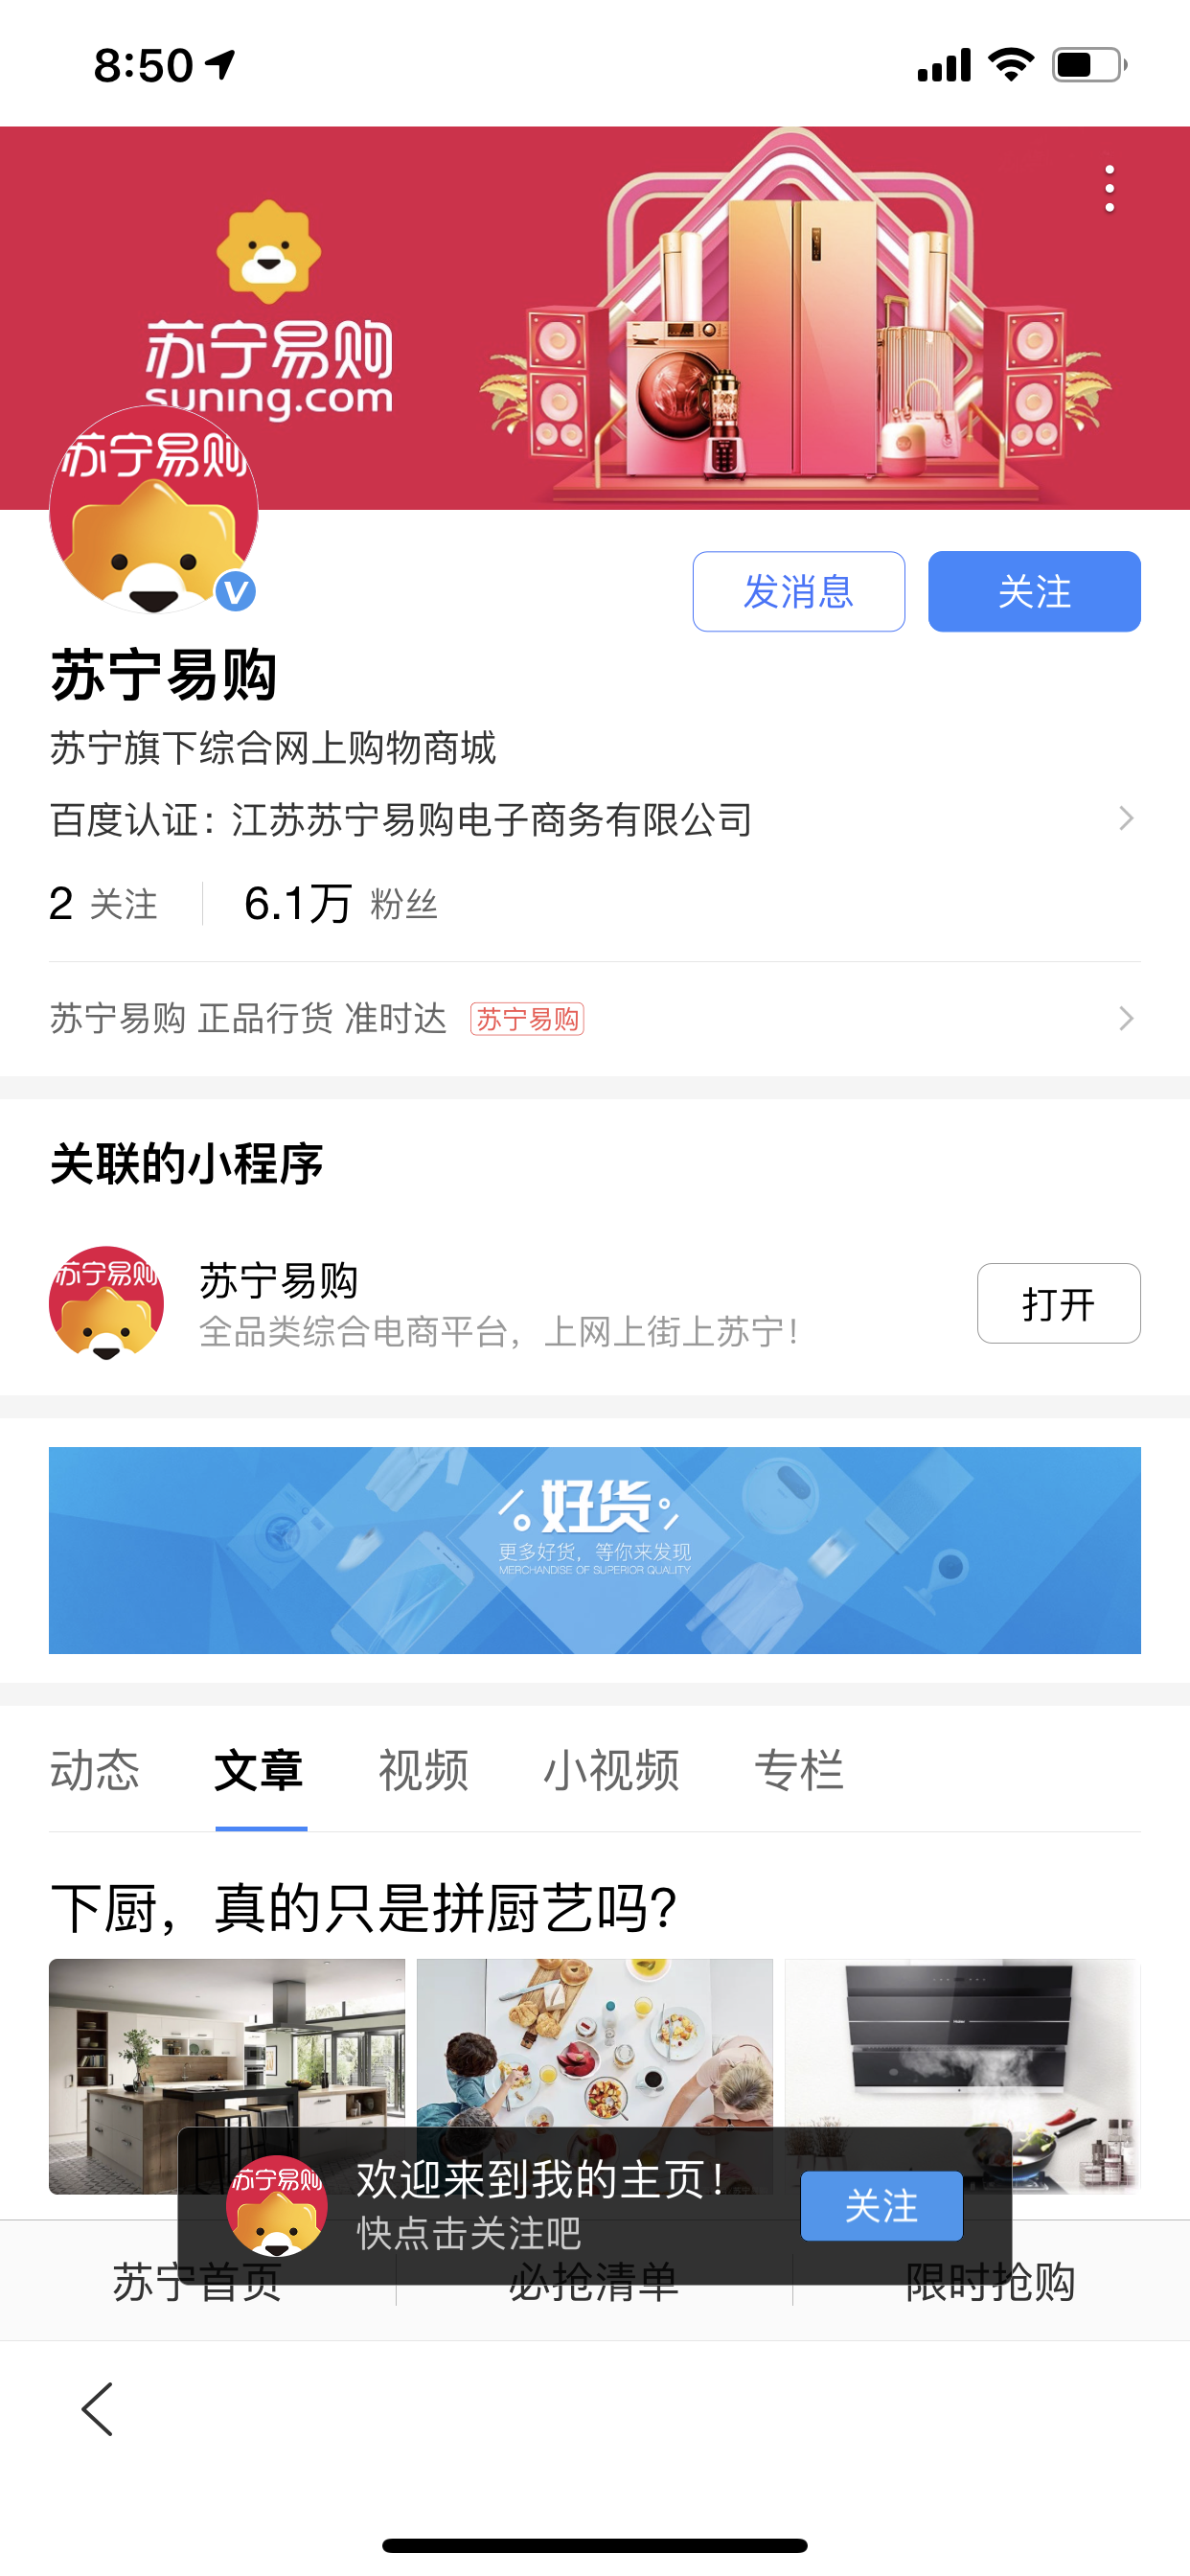 8:50
苏宁易购
suning.com
苏宁易购
发消息
关注
苏宁易购
苏宁旗下综合网上购物商城
百度认证：江苏苏宁易购电子商务有限公司
2 关注
6.1万 粉丝
苏宁易购 正品行货 准时达 苏宁易购
关联的小程序
苏宁易购
苏宁易购
全品类综合电商平台，上网上街上苏宁！
打开
好货
更多好货，等你来发现
MERCHANDISE OF SUPERIOR QUALITY
动态 文章 视频 小视频 专栏
下厨，真的只是拼厨艺吗？
苏宁易购
欢迎来到我的主页！
快点击关注吧
关注
苏宁首页
必抢清单
限时抢购